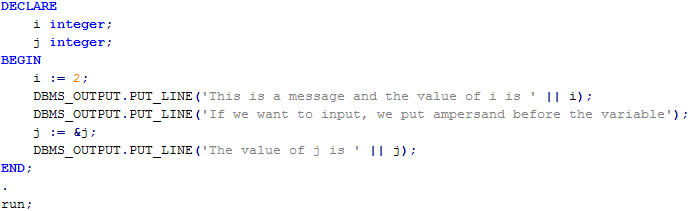 DECLARE
    i integer;
    j integer;
BEGIN
    i := 2;
    DBMS_OUTPUT.PUT_LINE('This is a message and the value of i is ' || i);
    DBMS_OUTPUT.PUT_LINE('If we want to input, we put ampersand before the variable');
    j := &j;
    DBMS_OUTPUT.PUT_LINE('The value of j is ' || j);
END;
.
run;